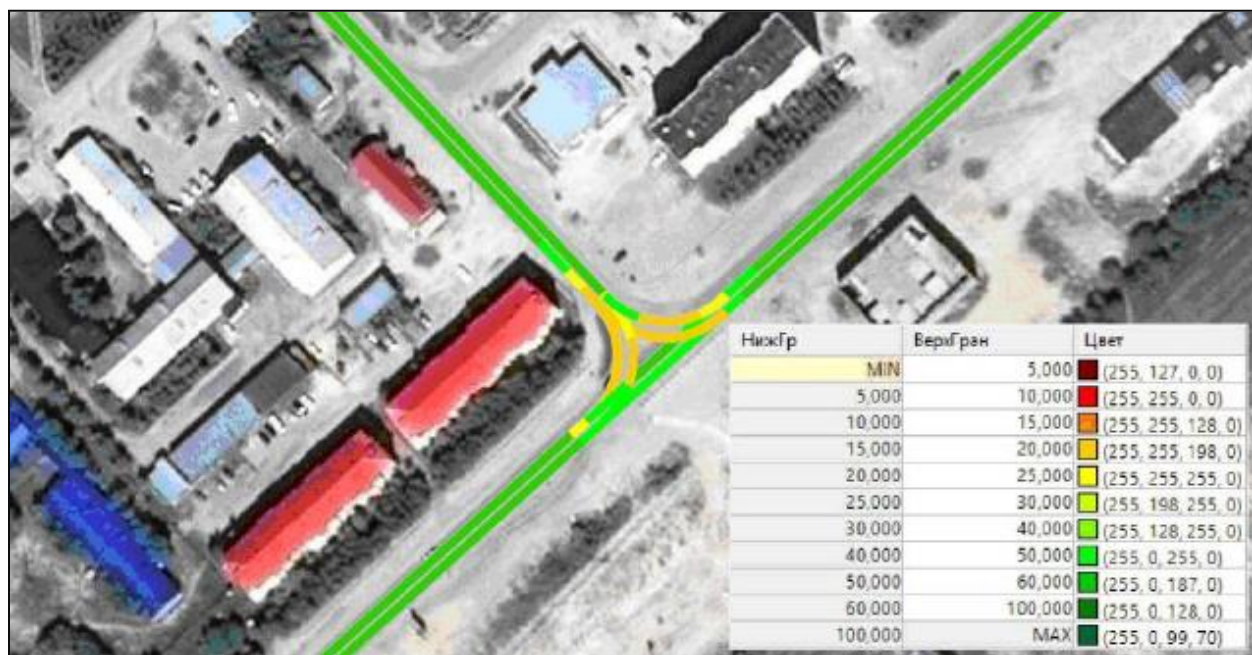 НижГр ВерхГран Цвет
MIN 5,000 (255, 127, 0, 0)
5,000 10,000 (255, 255, 0, 0)
10,000 15,000 (255, 255, 128, 0)
15,000 20,000 (255, 255, 198, 0)
20,000 25,000 (255, 255, 255, 0)
25,000 30,000 (255, 198, 255, 0)
30,000 40,000 (255, 128, 255, 0)
40,000 50,000 (255, 0, 255, 0)
50,000 60,000 (255, 0, 187, 0)
60,000 100,000 (255, 0, 128, 0)
100,000 MAX (255, 0, 99, 70)